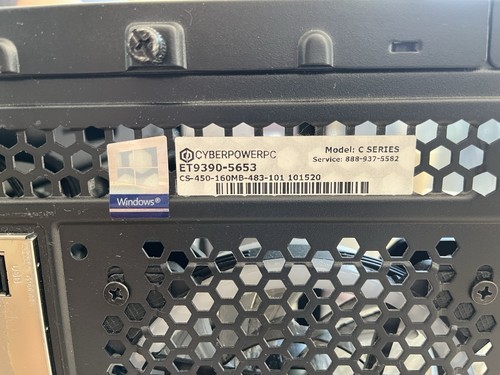 CYBERPOWERPC
Model: C SERIES
Service: 888-937-5582
ET9390-5653
CS-450-160MB-483-101 101520
Windows®